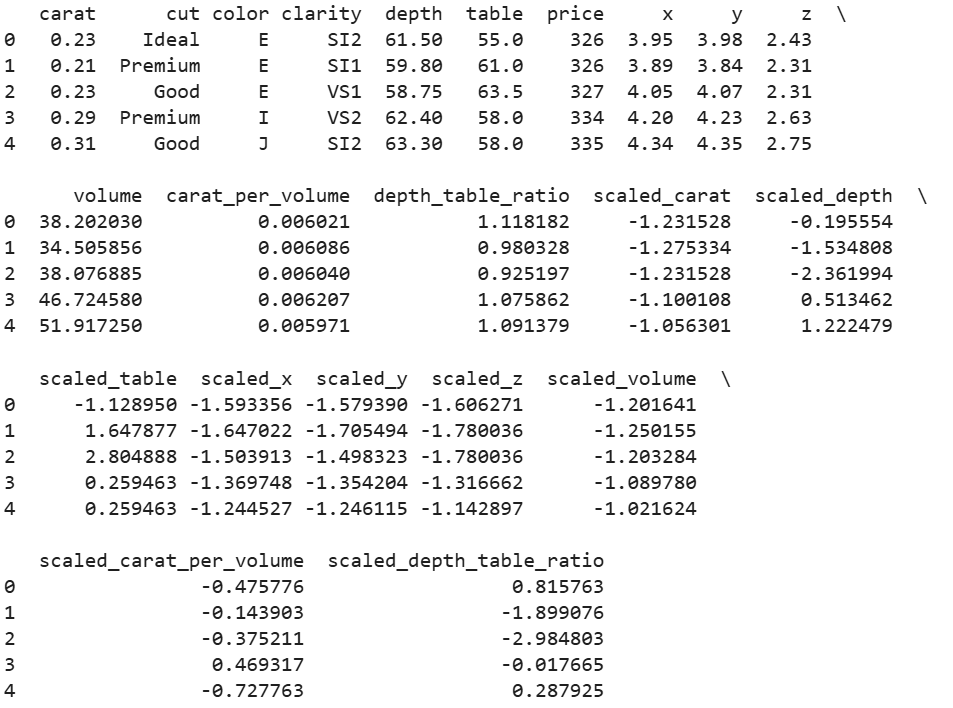 carat      cut color clarity  depth  table  price     x     y     z  \
0   0.23    Ideal     E     SI2  61.50   55.0    326  3.95  3.98  2.43
1   0.21  Premium     E     SI1  59.80   61.0    326  3.89  3.84  2.31
2   0.23     Good     E     VS1  58.75   63.5    327  4.05  4.07  2.31
3   0.29  Premium     I     VS2  62.40   58.0    334  4.20  4.23  2.63
4   0.31     Good     J     SI2  63.30   58.0    335  4.34  4.35  2.75

      volume  carat_per_volume  depth_table_ratio  scaled_carat  scaled_depth  \
0  38.202030          0.006021           1.118182     -1.231528     -0.195554
1  34.505856          0.006086           0.980328     -1.275334     -1.534808
2  38.076885          0.006040           0.925197     -1.231528     -2.361994
3  46.724580          0.006207           1.075862     -1.100108      0.513462
4  51.917250          0.005971           1.091379     -1.056301      1.222479

   scaled_table  scaled_x  scaled_y  scaled_z  scaled_volume  \
0     -1.128950 -1.593356 -1.579390 -1.606271      -1.201641
1      1.647877 -1.647022 -1.705494 -1.780036      -1.250155
2      2.804888 -1.503913 -1.498323 -1.780036      -1.203284
3      0.259463 -1.369748 -1.354204 -1.316662      -1.089780
4      0.259463 -1.244527 -1.246115 -1.142897      -1.021624

   scaled_carat_per_volume  scaled_depth_table_ratio
0                -0.475776                  0.815763
1                -0.143903                 -1.899076
2                -0.375211                 -2.984803
3                 0.469317                 -0.017665
4                -0.727763                  0.287925